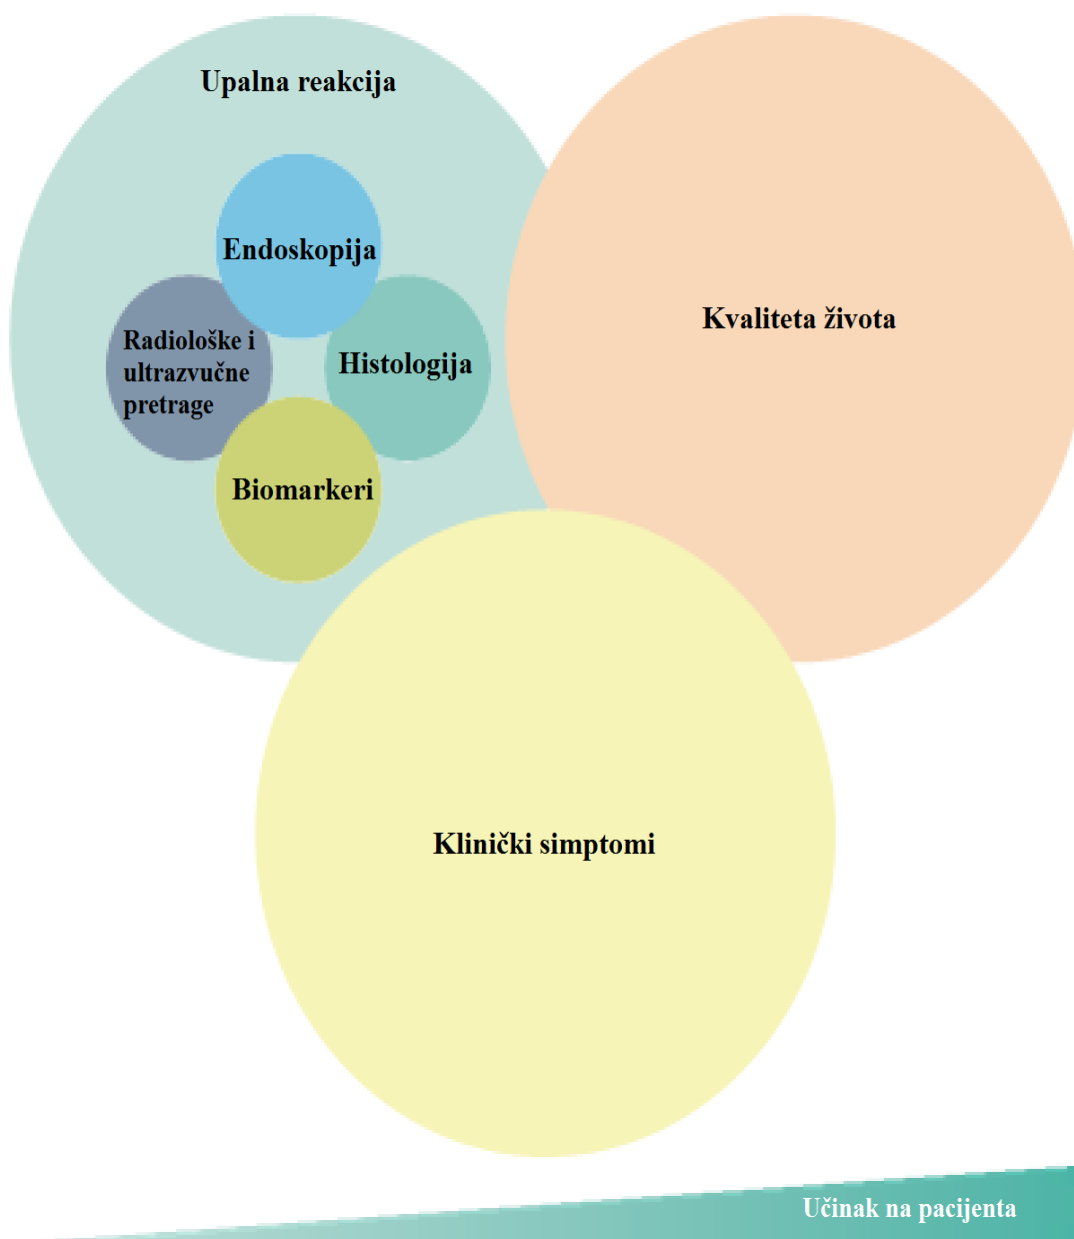 Upalna reakcija
Endoskopija
Radiološke i
ultrazvučne
pretrage
Histologija
Biomarkeri
Kvaliteta života
Klinički simptomi
Učinak na pacijenta